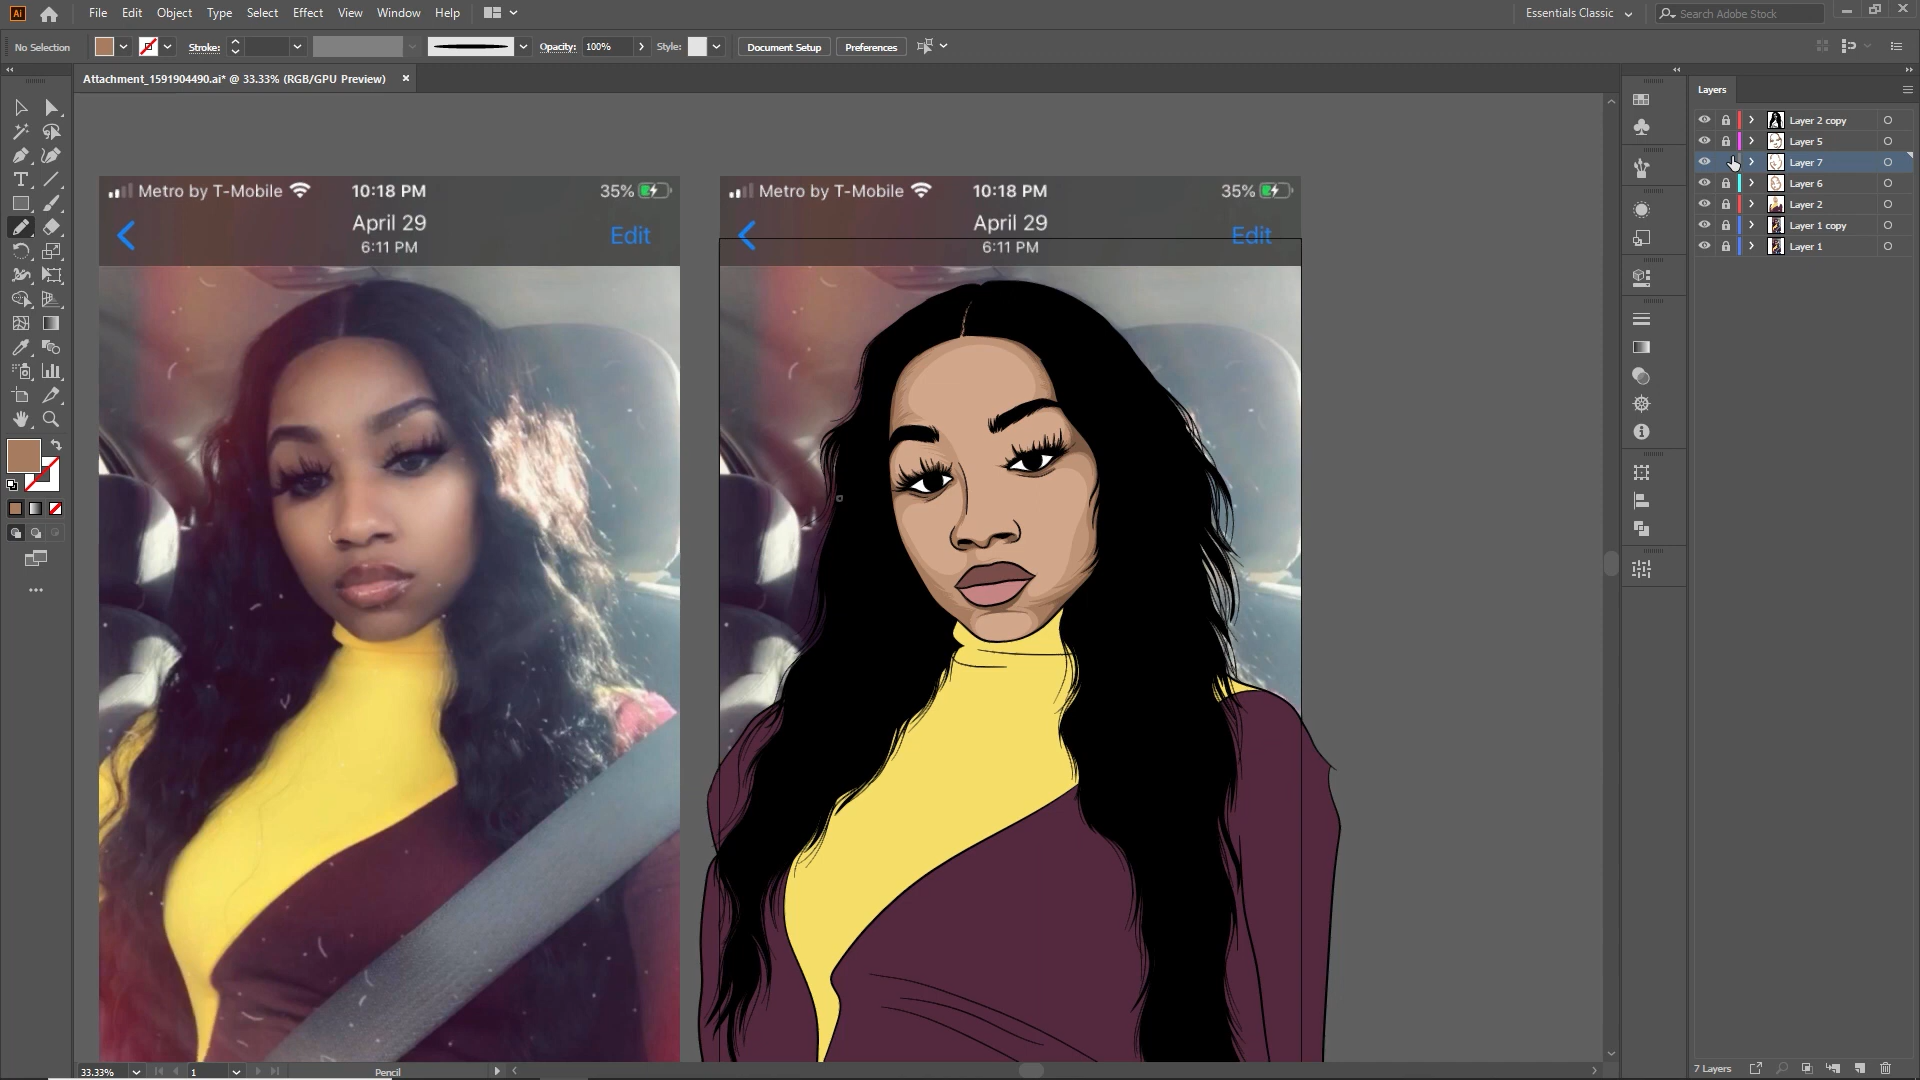 Ai File Edit Object Type Select Effect View Window Help Essentials Classic Search Adobe Stock
No Selection Stroke: Opacity: 100% Style: Document Setup Preferences
Attachment_1591904490.ai* @ 33.33% (RGB/GPU Preview)
Layers
Layer 2 copy
Layer 5
Layer 7
Layer 6
Layer 2
Layer 1 copy
Layer 1
Metro by T-Mobile 10:18 PM 35%
April 29
6:11 PM
Edit
Metro by T-Mobile 10:18 PM 35%
April 29
6:11 PM
Edit
33.33% 1 Pencil
7 Layers